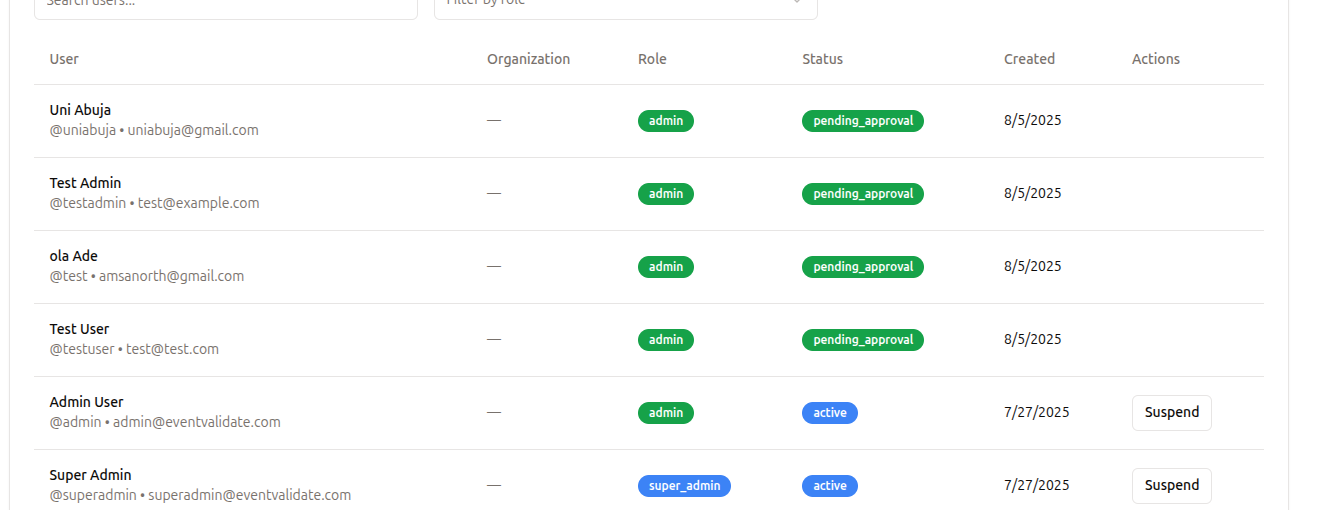 Search users... Filter by role
User Organization Role Status Created Actions
Uni Abuja
@uniabuja • uniabuja@gmail.com — admin pending_approval 8/5/2025
Test Admin
@testadmin • test@example.com — admin pending_approval 8/5/2025
ola Ade
@test • amsanorth@gmail.com — admin pending_approval 8/5/2025
Test User
@testuser • test@test.com — admin pending_approval 8/5/2025
Admin User
@admin • admin@eventvalidate.com — admin active 7/27/2025 Suspend
Super Admin
@superadmin • superadmin@eventvalidate.com — super_admin active 7/27/2025 Suspend